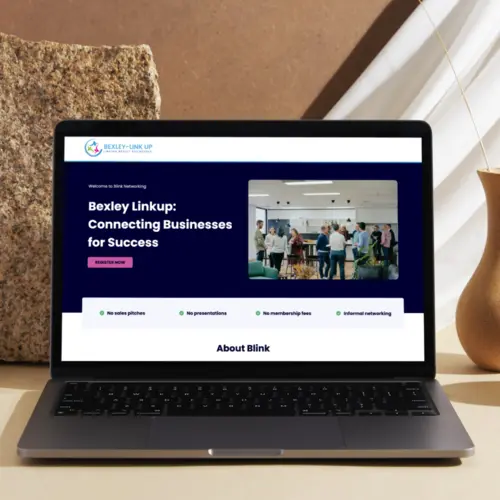 BEXLEY-LINK UP
Welcome to Blink Networking
Bexley Linkup:
Connecting Businesses
for Success
REGISTER NOW
No sales pitches
No presentations
No membership fees
Informal networking
About Blink